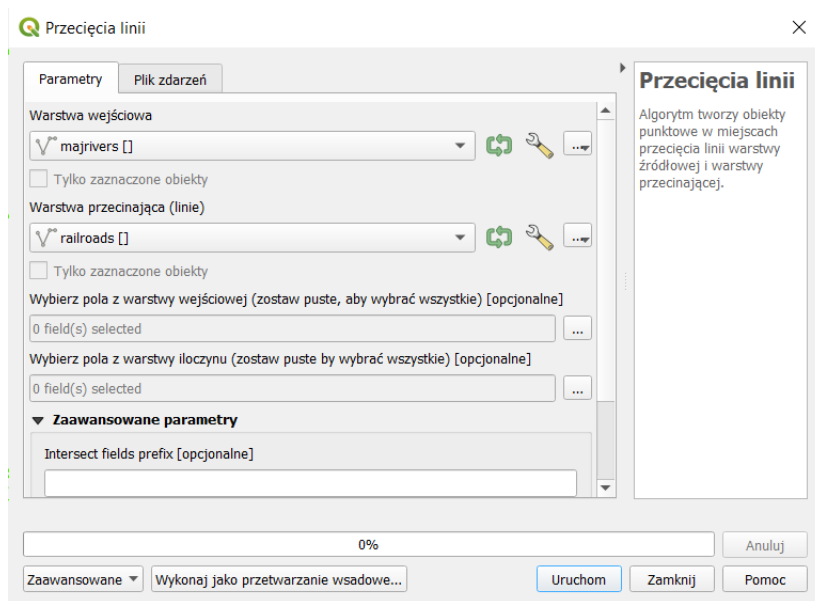 Przecięcia linii
Parametry
Plik zdarzeń
Warstwa wejściowa
majrivers []
...
Tylko zaznaczone obiekty
Warstwa przecinająca (linie)
railroads []
...
Tylko zaznaczone obiekty
Wybierz pola z warstwy wejściowej (zostaw puste, aby wybrać wszystkie) [opcjonalne]
0 field(s) selected
...
Wybierz pola z warstwy iloczynu (zostaw puste by wybrać wszystkie) [opcjonalne]
0 field(s) selected
...
Zaawansowane parametry
Intersect fields prefix [opcjonalne]
Przecięcia linii
Algorytm tworzy obiekty
punktowe w miejscach
przecięcia linii warstwy
źródłowej i warstwy
przecinającej.
0%
Anuluj
Zaawansowane
Wykonaj jako przetwarzanie wsadowe...
Uruchom
Zamknij
Pomoc